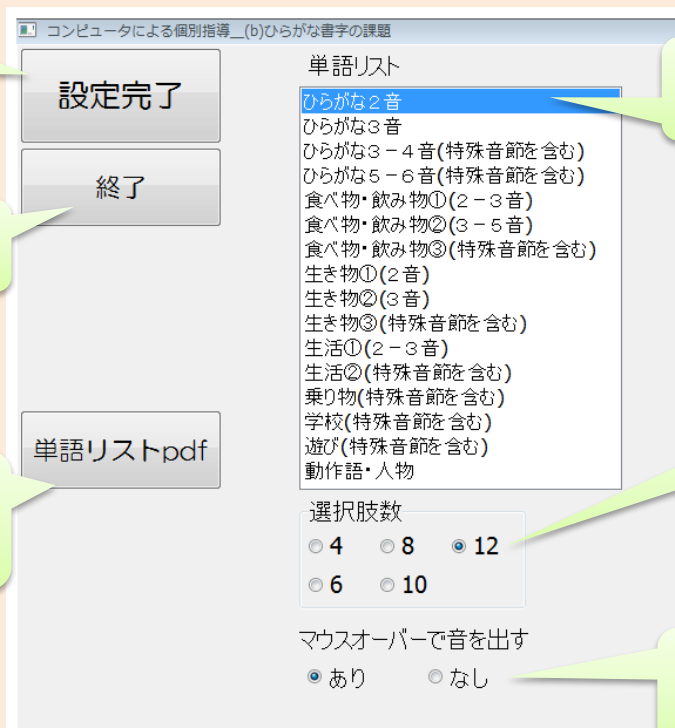 コンピュータによる個別指導__(b)ひらがな書字の課題
設定完了
終了
単語リストpdf
単語リスト
ひらがな２音
ひらがな３音
ひらがな３－４音(特殊音節を含む)
ひらがな５－６音(特殊音節を含む)
食べ物・飲み物①(２－３音)
食べ物・飲み物②(３－５音)
食べ物・飲み物③(特殊音節を含む)
生き物①(２音)
生き物②(３音)
生き物③(特殊音節を含む)
生活①(２－３音)
生活②(特殊音節を含む)
乗り物(特殊音節を含む)
学校(特殊音節を含む)
遊び(特殊音節を含む)
動作語・人物
選択肢数
4 8 12
6 10
マウスオーバーで音を出す
あり なし